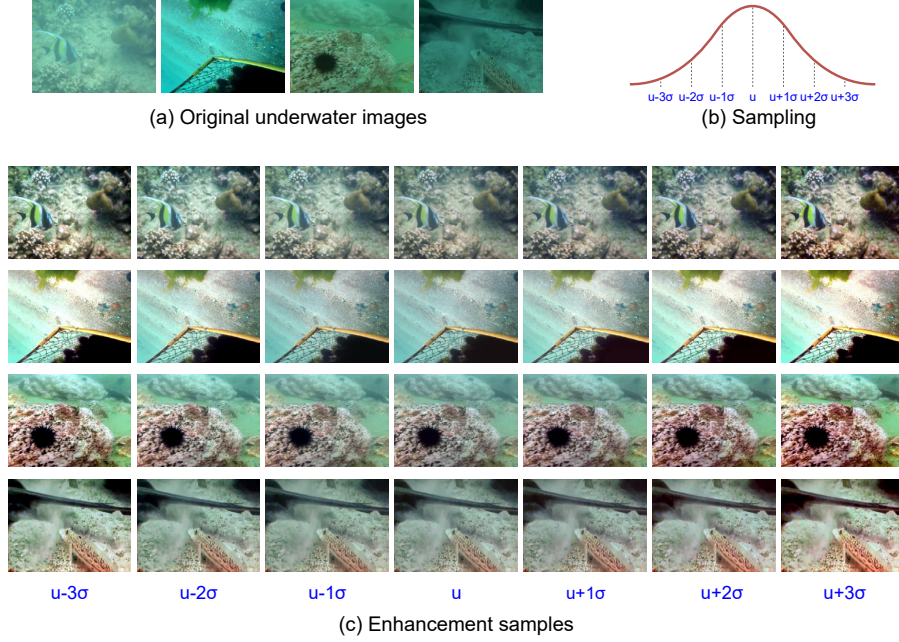 (a) Original underwater images
u-3σ u-2σ u-1σ u u+1σ u+2σ u+3σ
(b) Sampling
u-3σ u-2σ u-1σ u u+1σ u+2σ u+3σ
(c) Enhancement samples